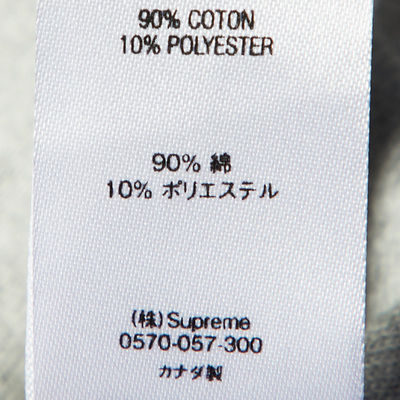 90% COTON
10% POLYESTER
90% 綿
10% ポリエステル
(株)Supreme
0570-057-300
カナダ製